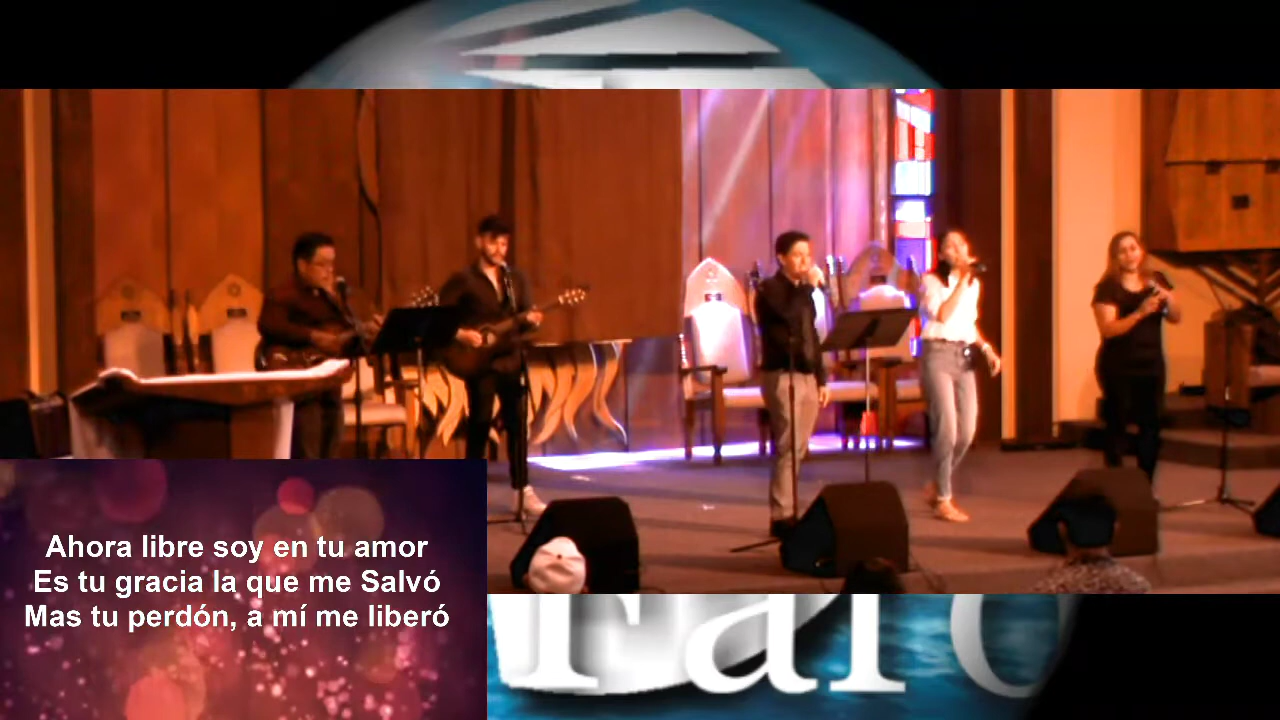 Ahora libre soy en tu amor
Es tu gracia la que me Salvó
Mas tu perdón, a mí me liberó
Faro